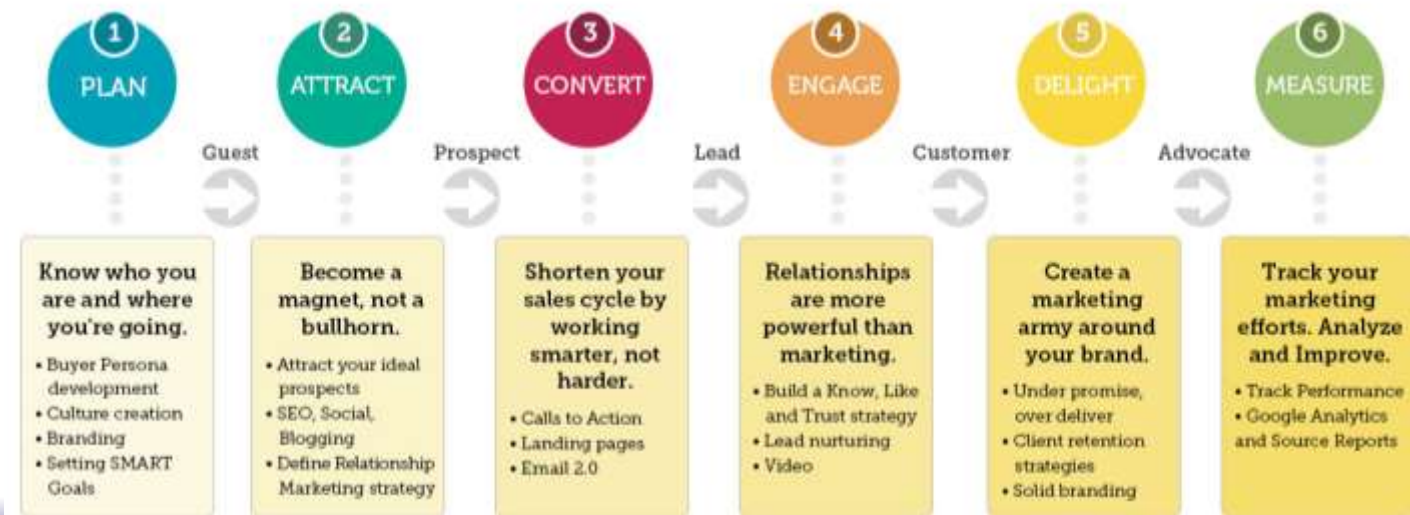 1
PLAN
2
ATTRACT
3
CONVERT
4
ENGAGE
5
DELIGHT
6
MEASURE
Guest
Prospect
Lead
Customer
Advocate
Know who you
are and where
you're going.
• Buyer Persona
development
• Culture creation
• Branding
• Setting SMART
Goals
Become a
magnet, not a
bullhorn.
• Attract your ideal
prospects
• SEO, Social,
Blogging
• Define Relationship
Marketing strategy
Shorten your
sales cycle by
working
smarter, not
harder.
• Calls to Action
• Landing pages
• Email 2.0
Relationships
are more
powerful than
marketing.
• Build a Know, Like
and Trust strategy
• Lead nurturing
• Video
Create a
marketing
army around
your brand.
• Under promise,
over deliver
• Client retention
strategies
• Solid branding
Track your
marketing
efforts. Analyze
and Improve.
• Track Performance
• Google Analytics
and Source Reports